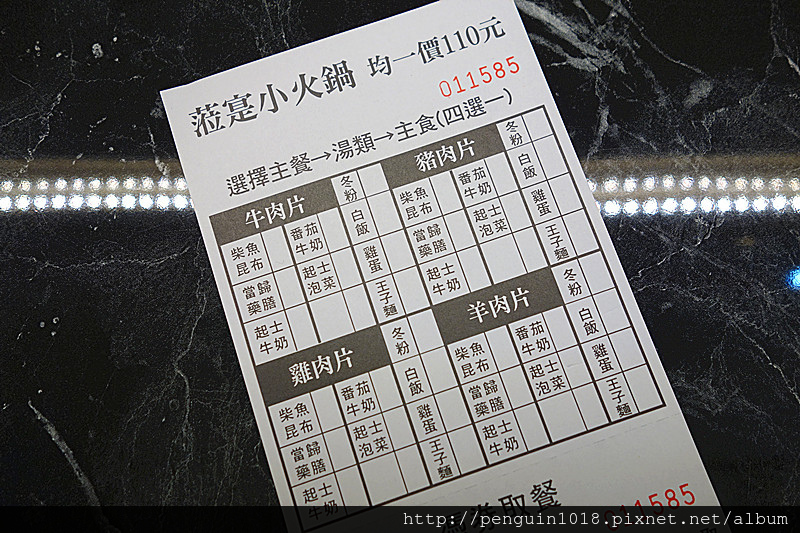 蒞寔小火鍋 均一價110元
011585
選擇主餐→湯類→主食(四選一)
牛肉片
柴魚昆布
番茄牛奶
當歸藥膳
起士泡菜
起士牛奶
冬粉
白飯
雞蛋
王子麵
豬肉片
柴魚昆布
番茄牛奶
當歸藥膳
起士泡菜
起士牛奶
冬粉
白飯
雞蛋
王子麵
雞肉片
柴魚昆布
番茄牛奶
當歸藥膳
起士泡菜
起士牛奶
冬粉
白飯
雞蛋
王子麵
羊肉片
柴魚昆布
番茄牛奶
當歸藥膳
起士泡菜
起士牛奶
冬粉
白飯
雞蛋
王子麵
取餐
011585
http://penguin1018.pixnet.net/album